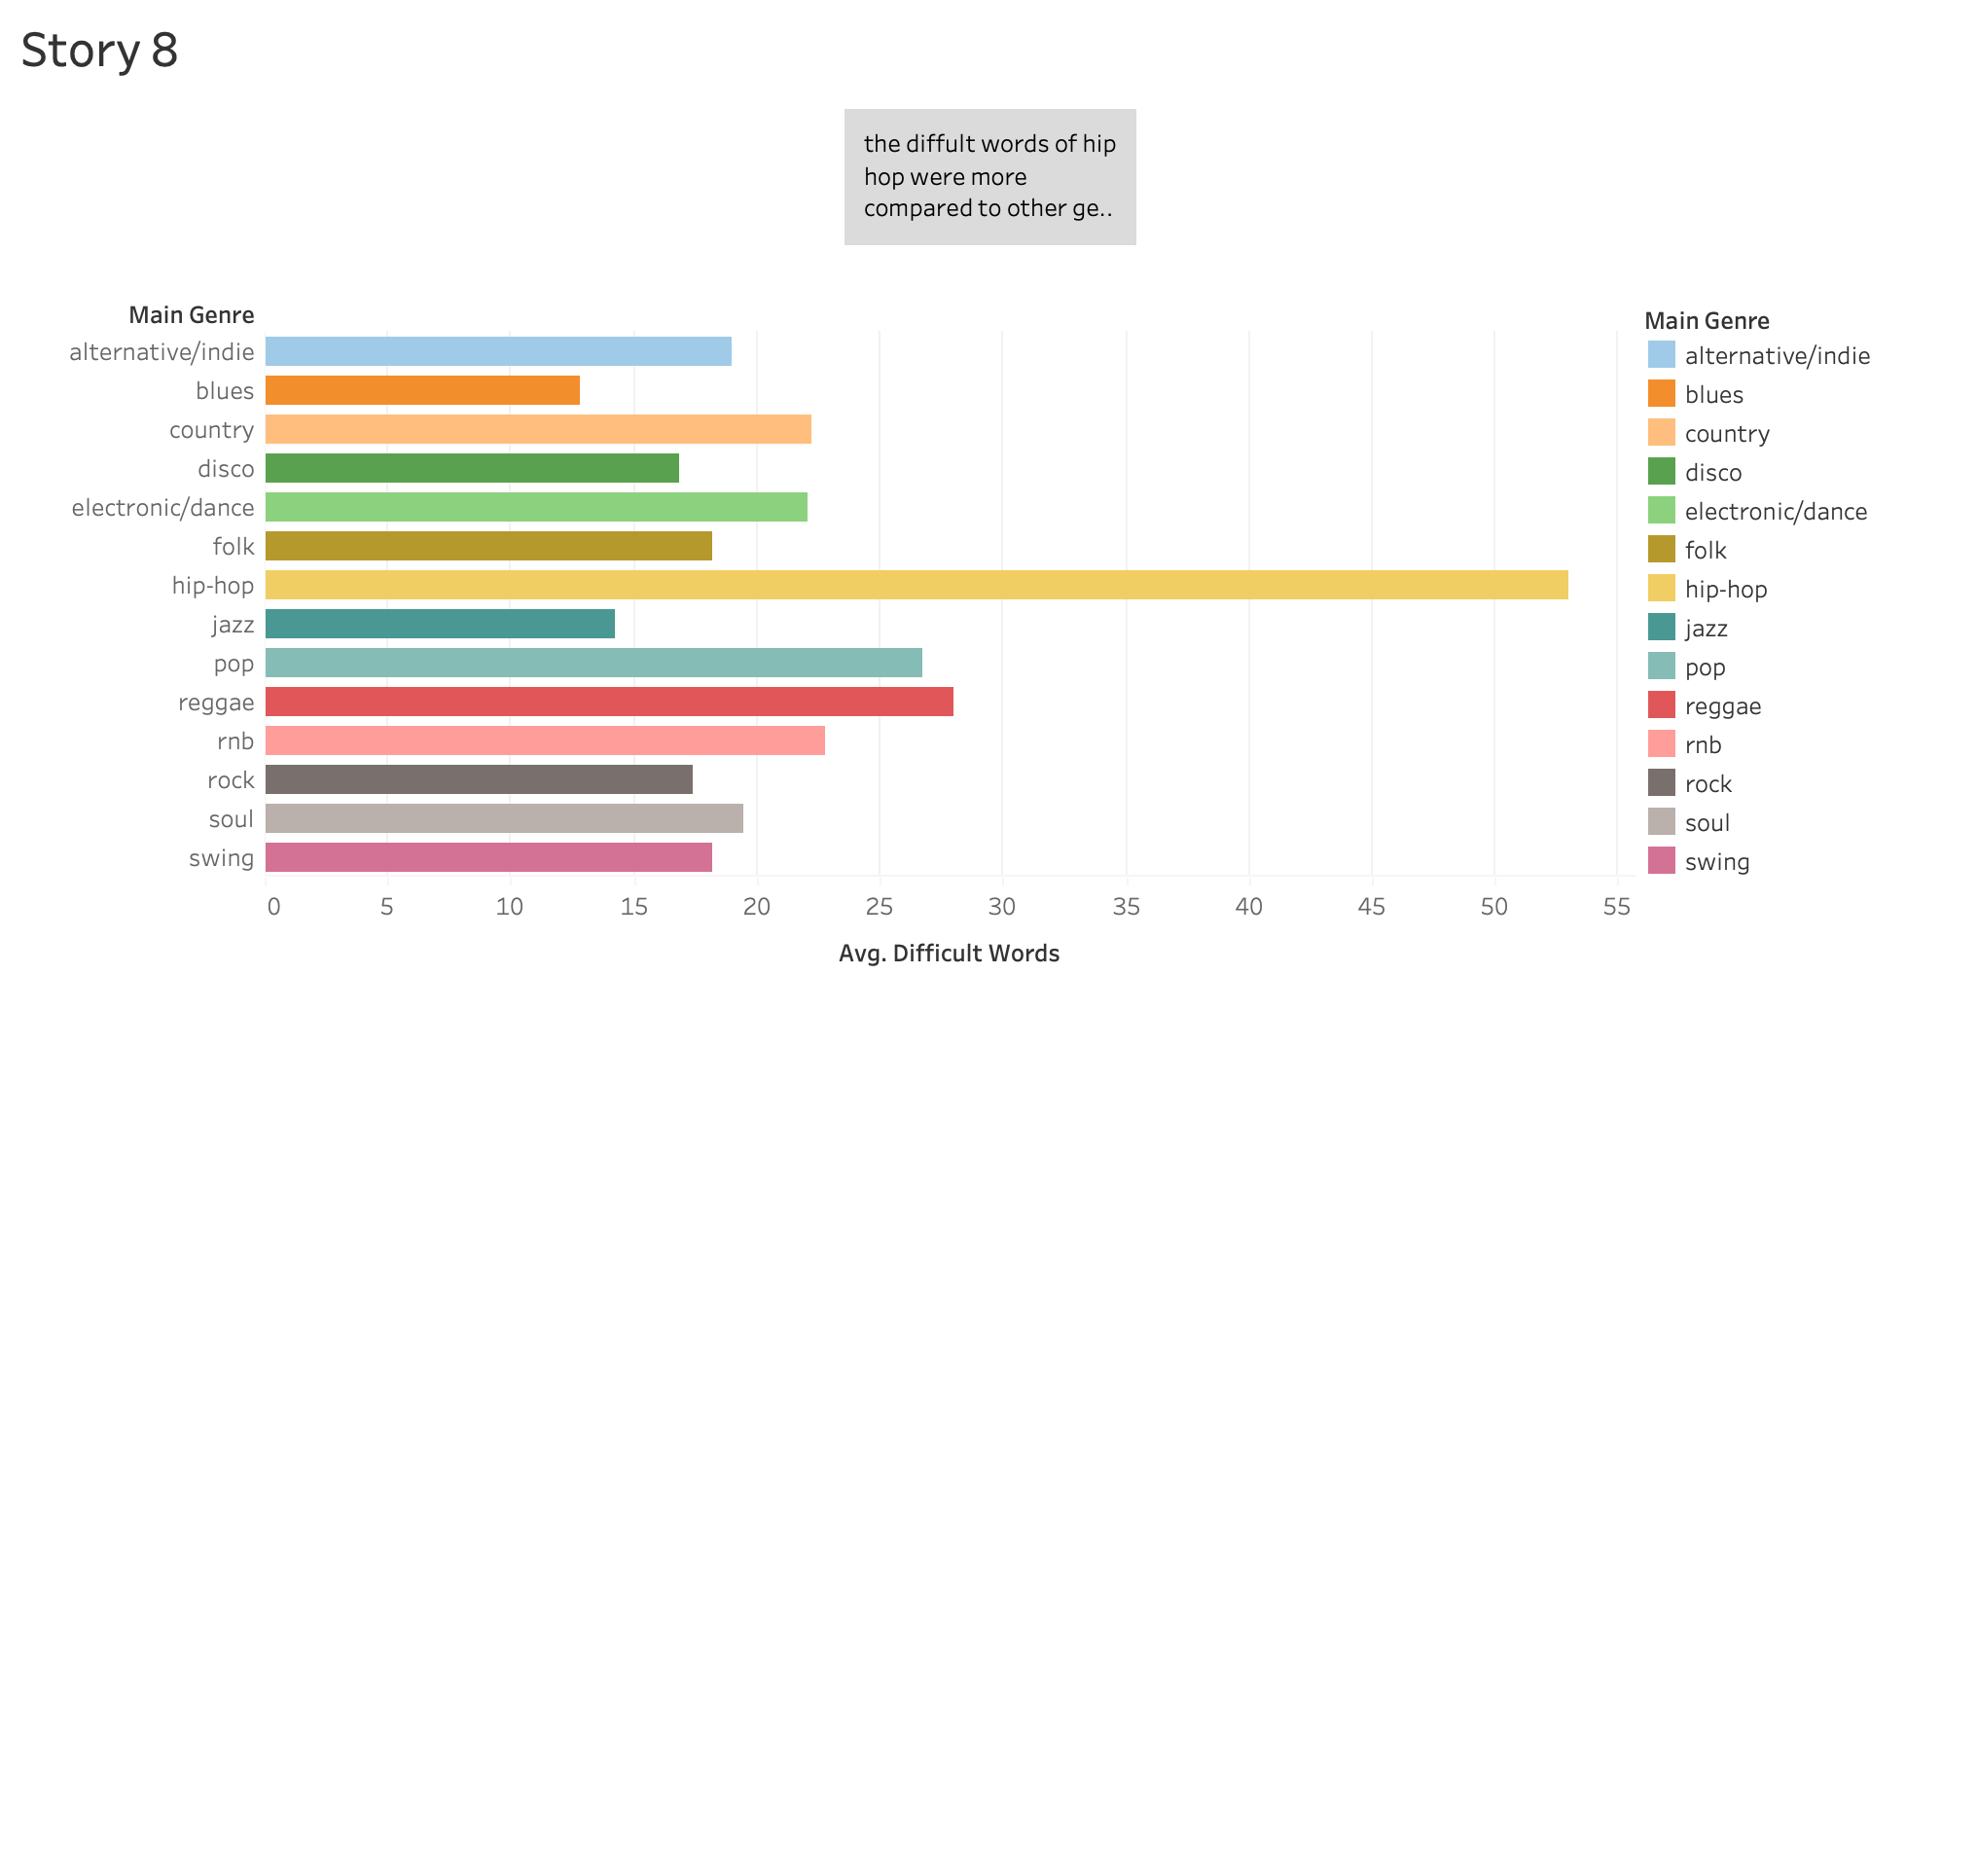 Story 8
the diffult words of hip
hop were more
compared to other ge..
Main Genre
alternative/indie
blues
country
disco
electronic/dance
folk
hip-hop
jazz
pop
reggae
rnb
rock
soul
swing
0 5 10 15 20 25 30 35 40 45 50 55
Avg. Difficult Words
Main Genre
alternative/indie
blues
country
disco
electronic/dance
folk
hip-hop
jazz
pop
reggae
rnb
rock
soul
swing